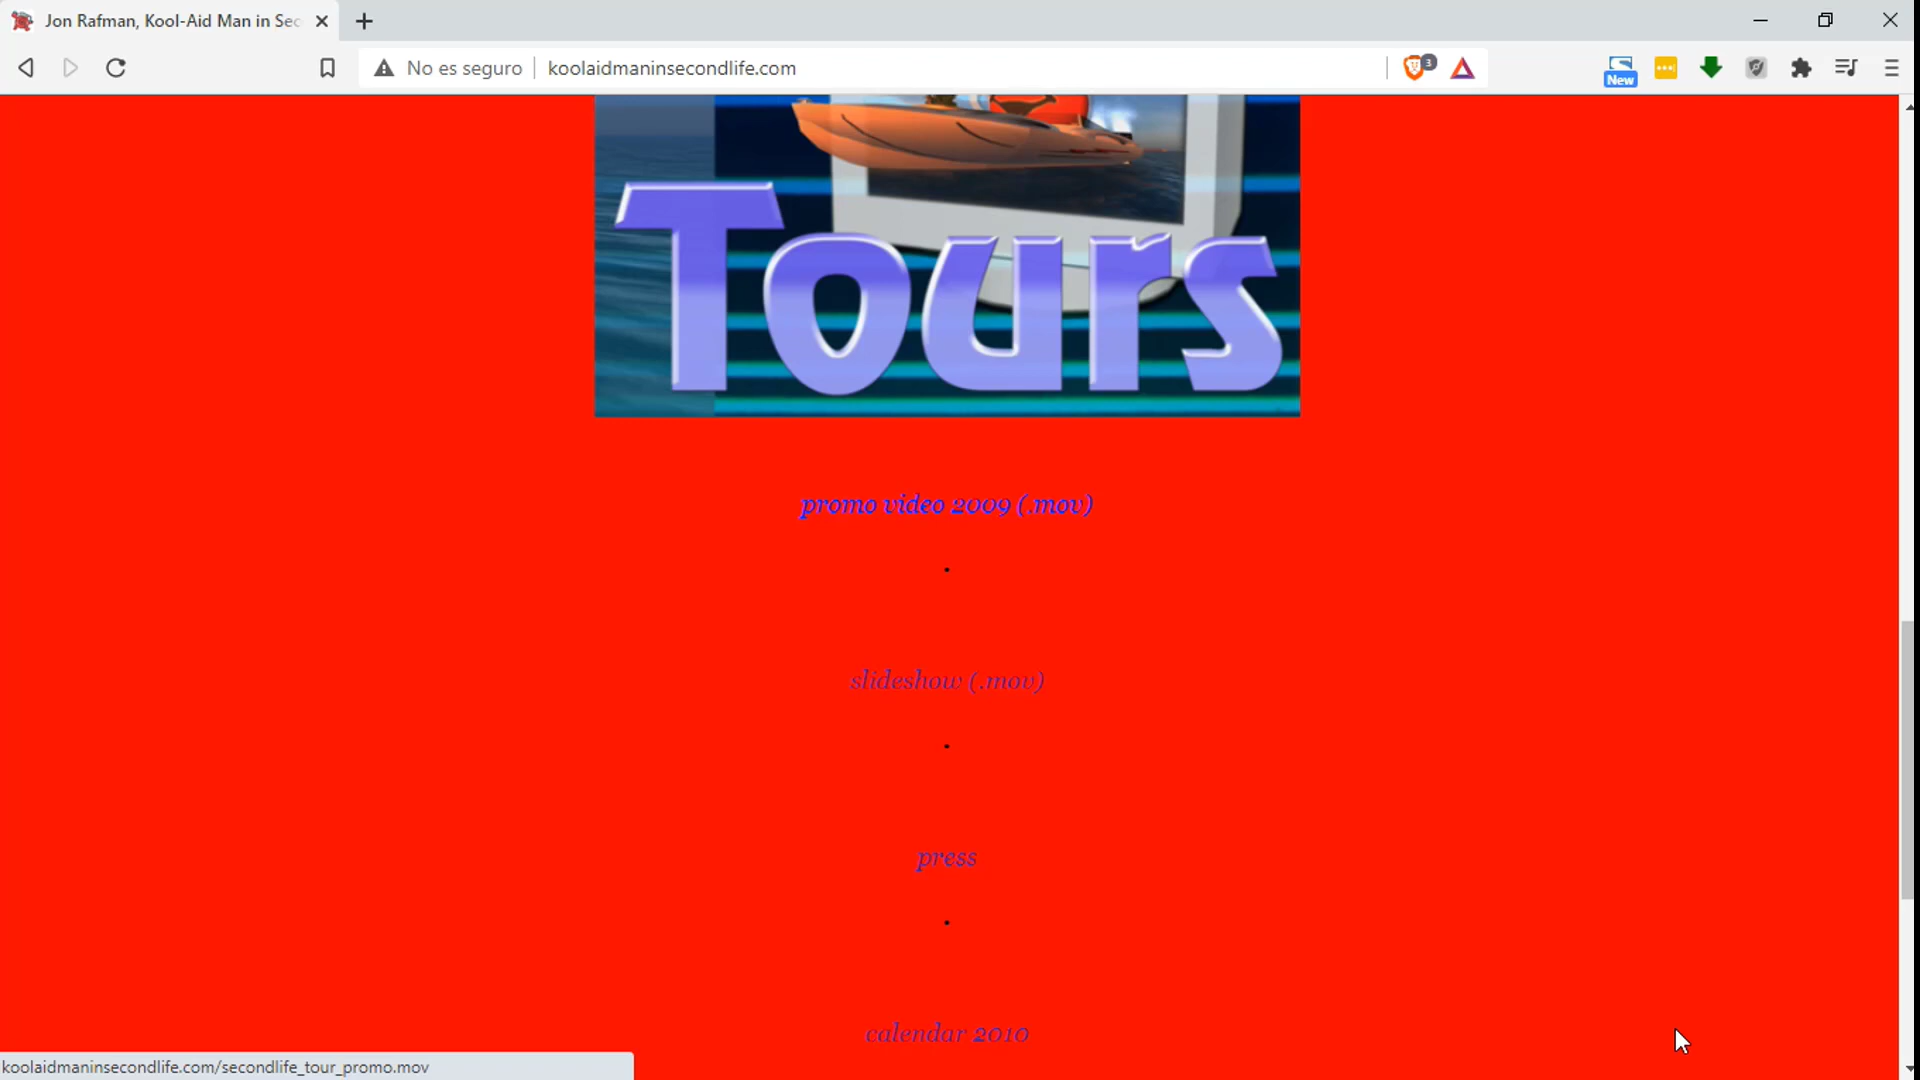 Jon Rafman, Kool-Aid Man in Sec
No es seguro
koolaidmaninsecondlife.com
3
New
Tours
promo video 2009 (.mov)
.
slideshow (.mov)
.
press
.
calendar 2010
koolaidmaninsecondlife.com/secondlife_tour_promo.mov